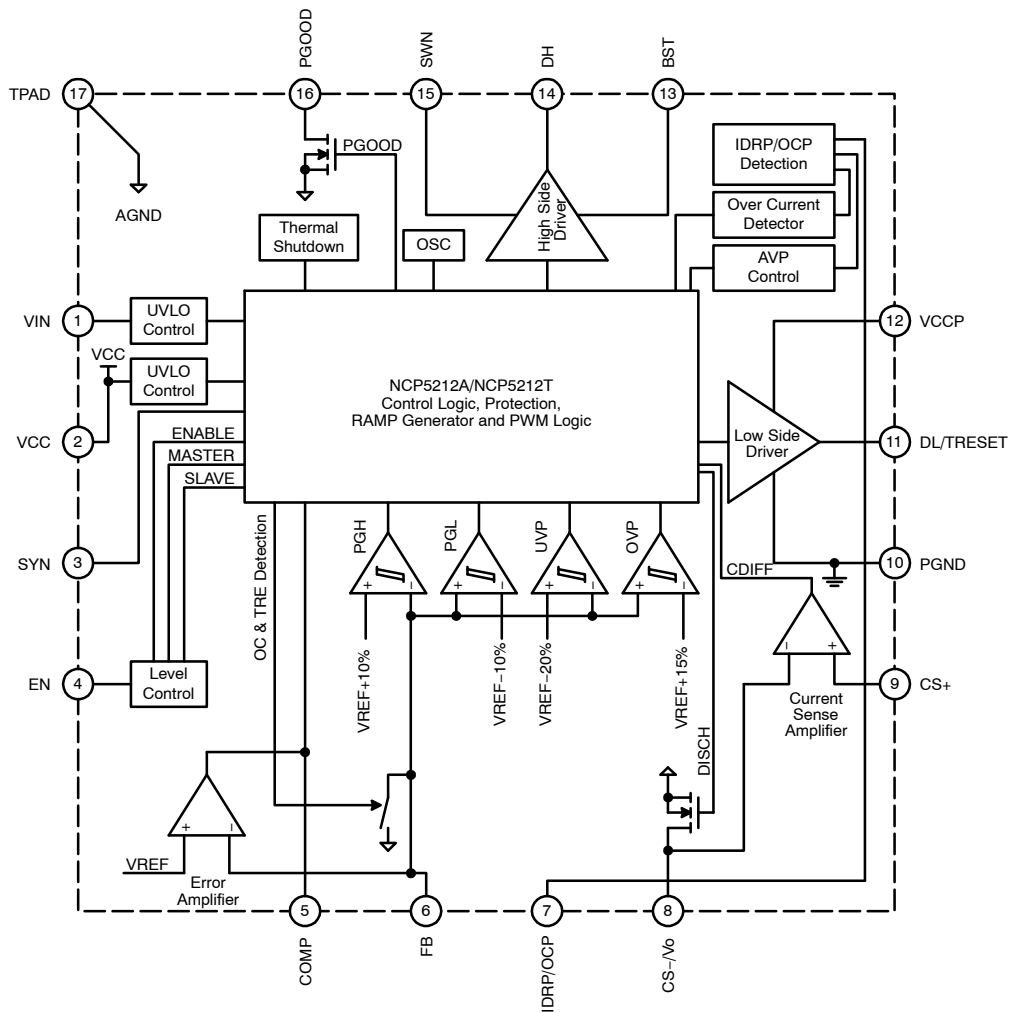 PGOOD
SWN
DH
BST
TPAD
17
16
15
14
13
PGOOD
IDRP/OCP
Detection
AGND
Thermal
Shutdown
OSC
High Side
Driver
Over Current
Detector
AVP
Control
VIN
1
UVLO
Control
12
VCCP
VCC
UVLO
Control
NCP5212A/NCP5212T
Control Logic, Protection,
RAMP Generator and PWM Logic
VCC
2
ENABLE
MASTER
SLAVE
Low Side
Driver
11
DL/TRESET
SYN
3
OC & TRE Detection
PGH
PGL
UVP
OVP
+ −
+ −
+ −
+ −
CDIFF
10
PGND
VREF+10%
VREF−10%
VREF−20%
VREF+15%
− +
EN
4
Level
Control
9
CS+
Current
Sense
Amplifier
DISCH
+ −
VREF
Error
Amplifier
5
6
7
8
COMP
FB
IDRP/OCP
CS−/Vo